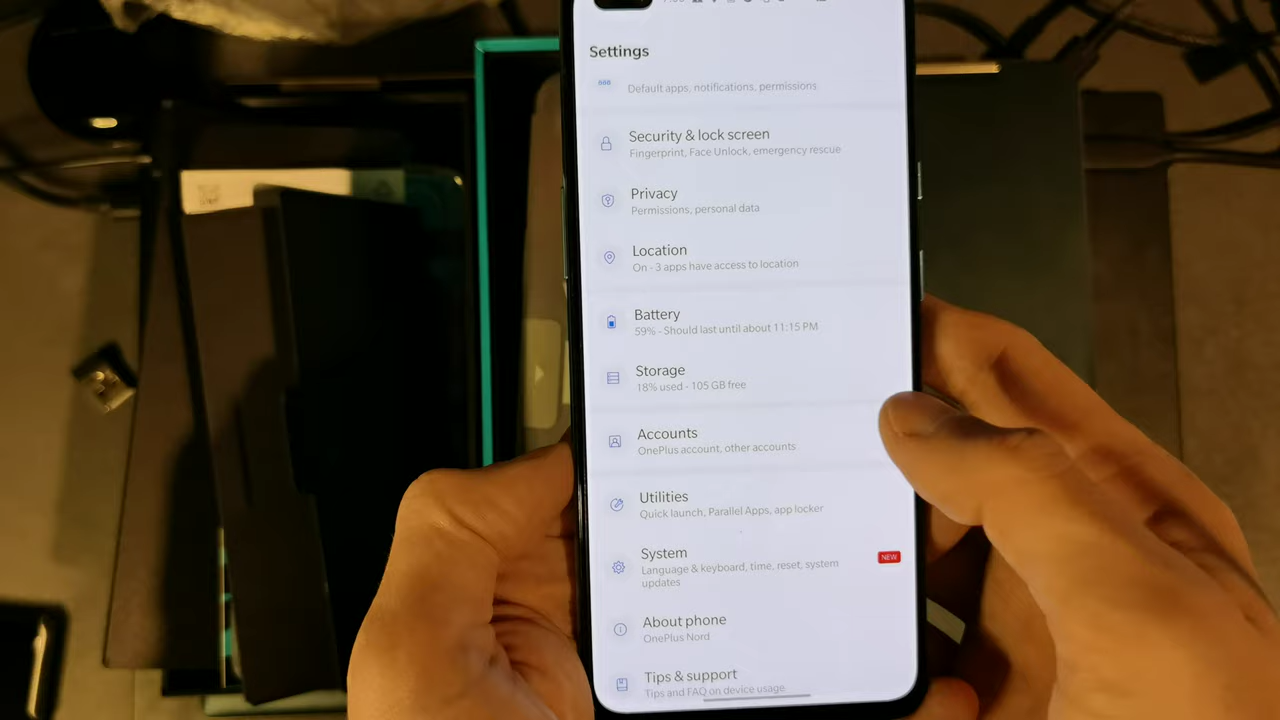 Settings
Default apps, notifications, permissions
Security & lock screen
Fingerprint, Face Unlock, emergency rescue
Privacy
Permissions, personal data
Location
On - 3 apps have access to location
Battery
59% - Should last until about 11:15 PM
Storage
18% used - 105 GB free
Accounts
OnePlus account, other accounts
Utilities
Quick launch, Parallel Apps, app locker
System
NEW
Language & keyboard, time, reset, system
updates
About phone
OnePlus Nord
Tips & support
Tips and FAQ on device usage